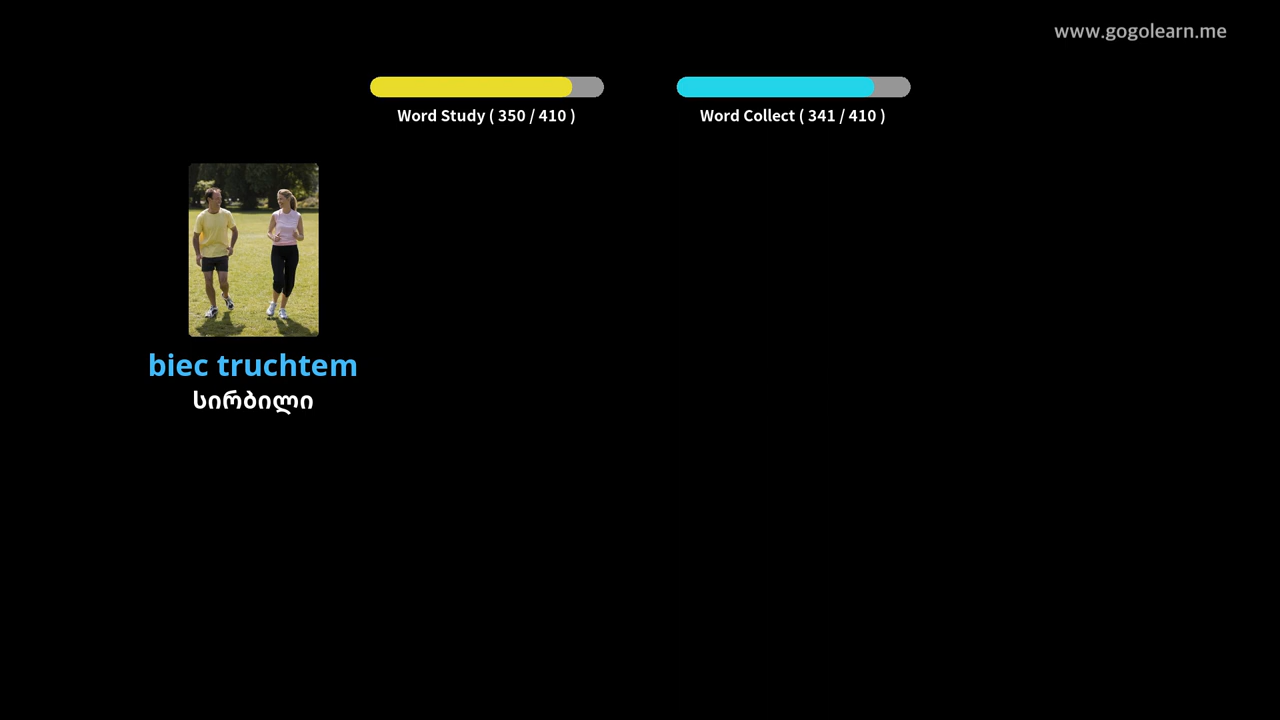 www.gogolearn.me
Word Study ( 350 / 410 )
Word Collect ( 341 / 410 )
biec truchtem
სირბილი